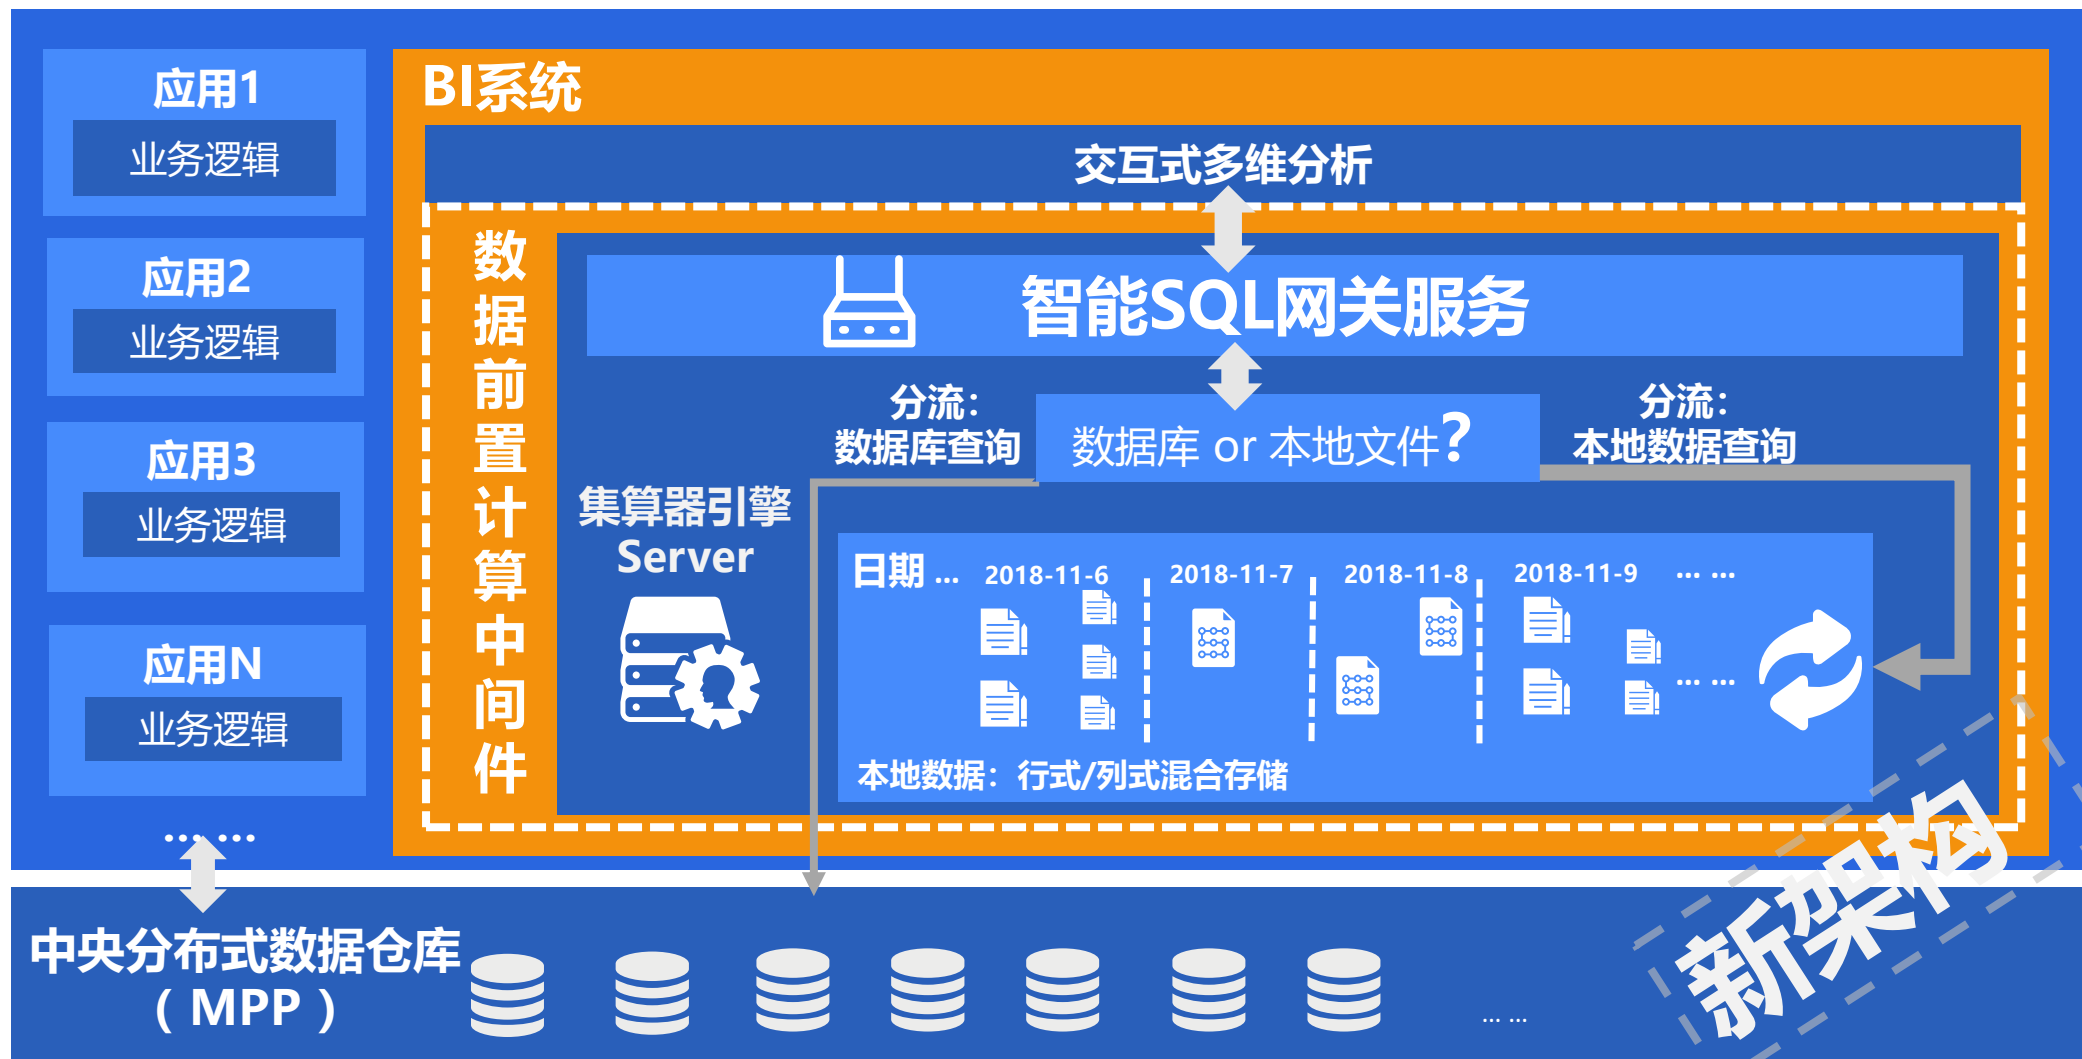 应用1
业务逻辑
应用2
业务逻辑
应用3
业务逻辑
应用N
业务逻辑
... ...
BI系统
交互式多维分析
数据前置计算中间件
智能SQL网关服务
分流：
数据库查询
数据库 or 本地文件？
分流：
本地数据查询
集算器引擎
Server
日期 ... 2018-11-6 2018-11-7 2018-11-8 2018-11-9 ... ...
... ...
本地数据：行式/列式混合存储
新架构
中央分布式数据仓库
（ MPP ）
... ...